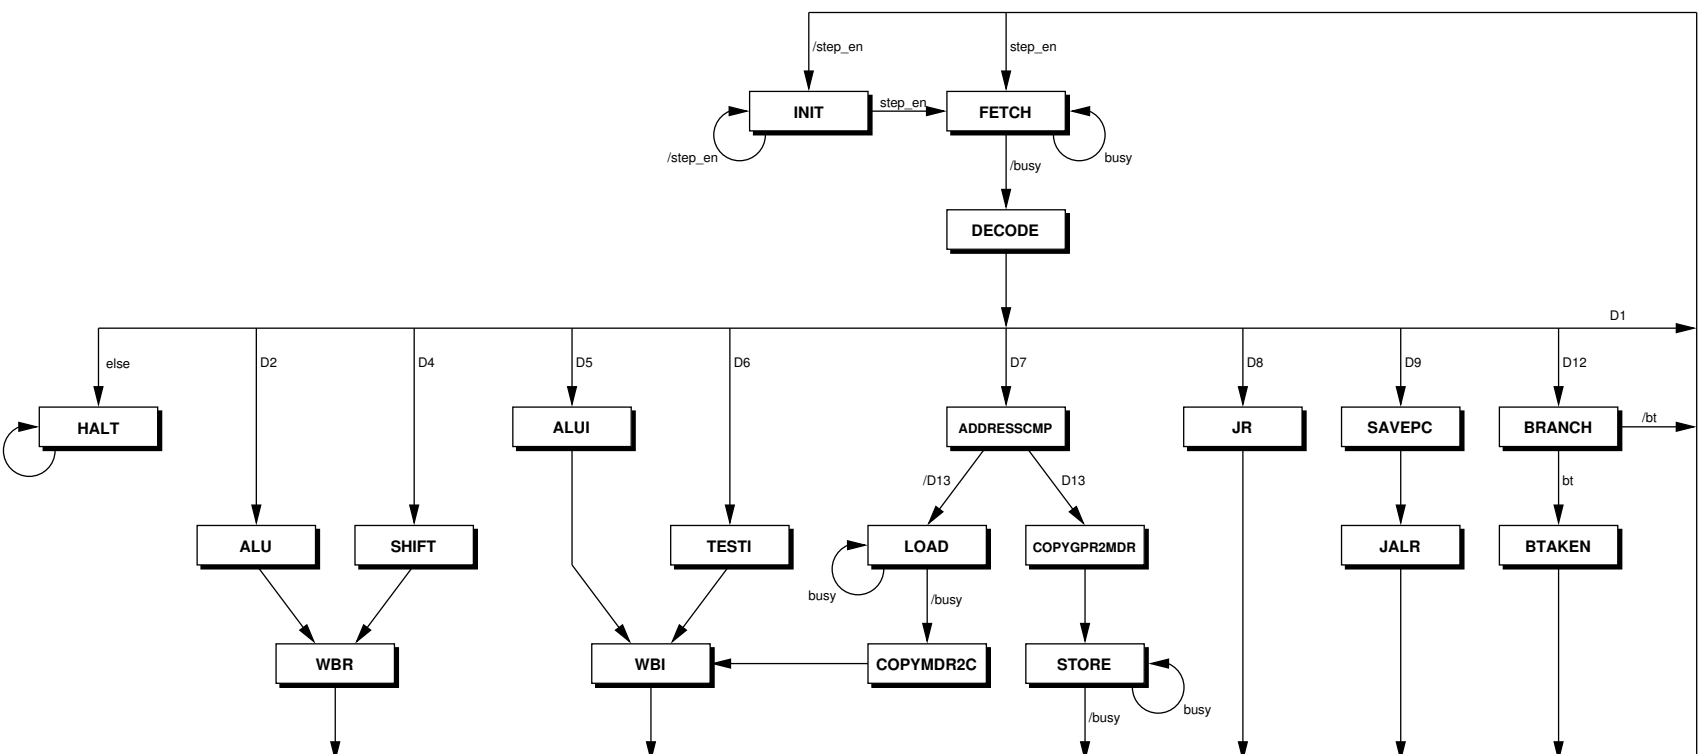 /step_en
step_en
INIT
step_en
FETCH
/step_en
/busy
busy
DECODE
D1
else
D2
D4
D5
D6
D7
D8
D9
D12
HALT
ALUI
ADDRESSCMP
JR
SAVEPC
BRANCH
/bt
/D13
D13
bt
ALU
SHIFT
TESTI
LOAD
COPYGPR2MDR
JALR
BTAKEN
busy
/busy
WBR
WBI
COPYMDR2C
STORE
/busy
busy